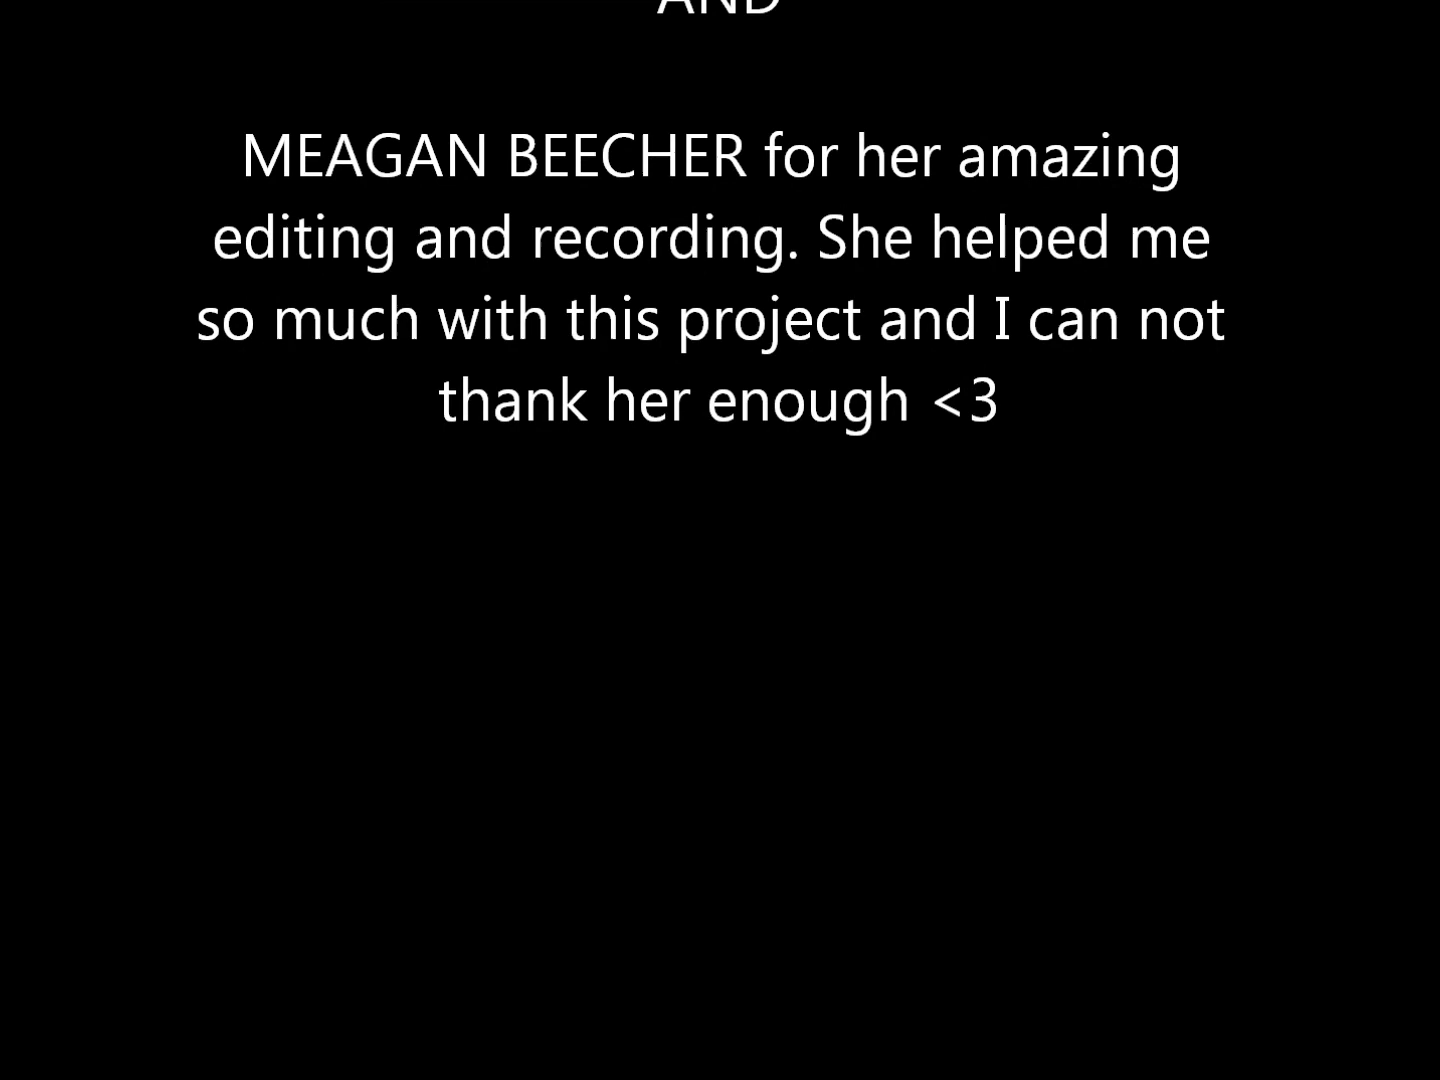 AND
MEAGAN BEECHER for her amazing
editing and recording. She helped me
so much with this project and I can not
thank her enough <3